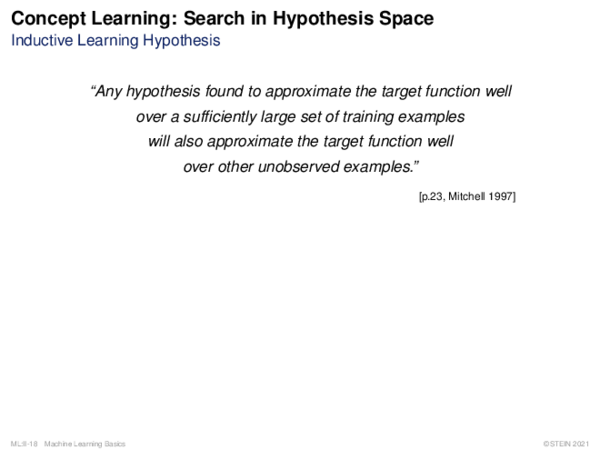 Concept Learning: Search in Hypothesis Space
Inductive Learning Hypothesis
“Any hypothesis found to approximate the target function well
over a sufficiently large set of training examples
will also approximate the target function well
over other unobserved examples.”
[p.23, Mitchell 1997]
ML:II-18 Machine Learning Basics ©STEIN 2021